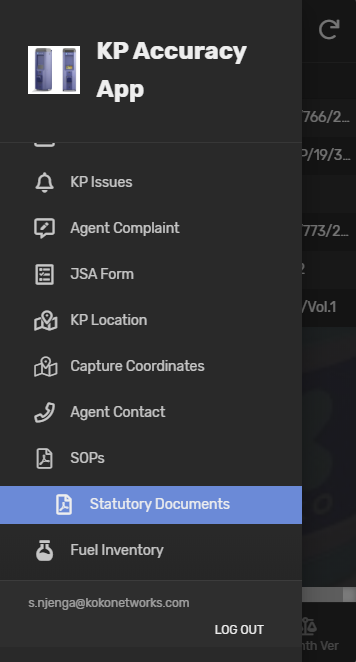 KP Accuracy
App
766/2...
P/19/3...
KP Issues
Agent Complaint
773/2...
JSA Form
KP Location
/Vol.1
Capture Coordinates
Agent Contact
SOPs
Statutory Documents
Fuel Inventory
s.njenga@kokonetworks.com
LOG OUT
nth Ver